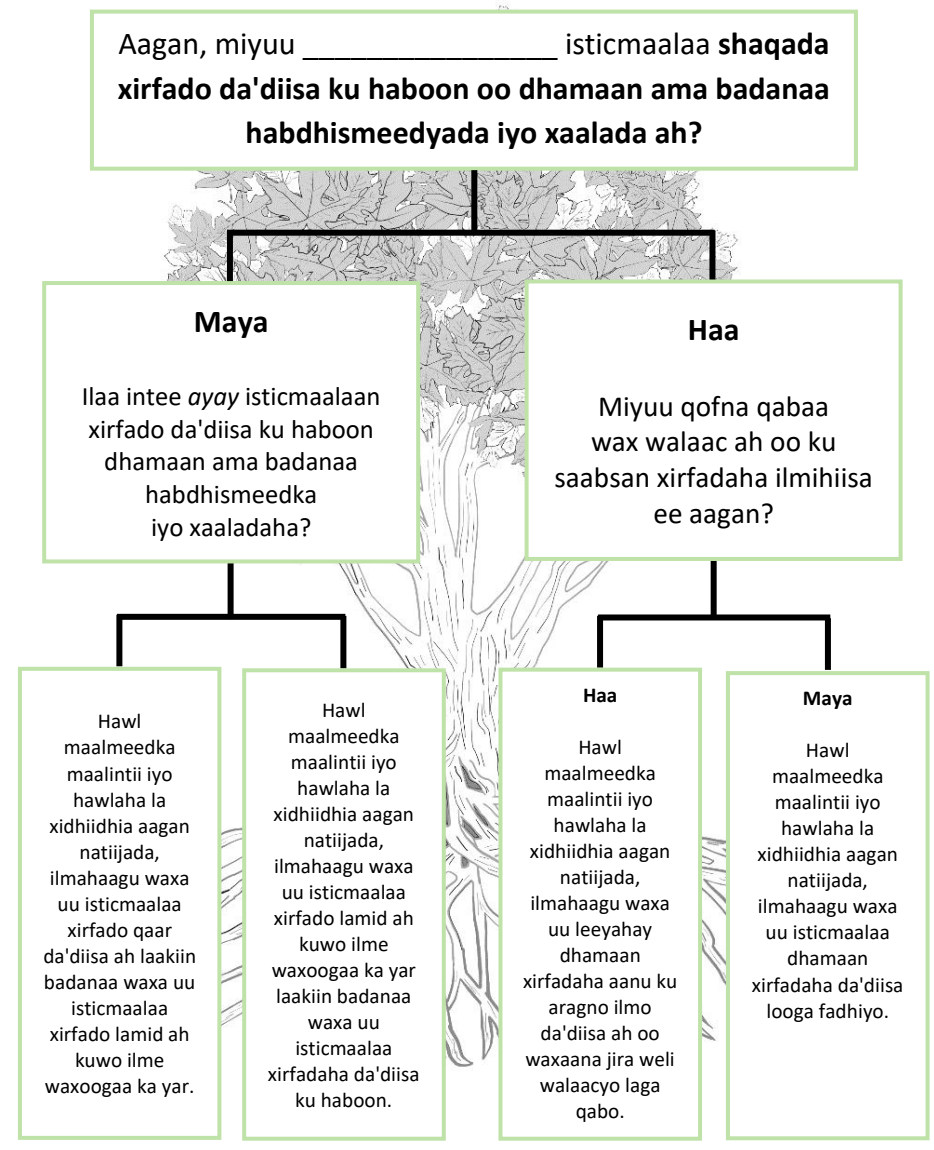 Aagan, miyuu _________________ isticmaalaa shaqada
xirfado da'diisa ku haboon oo dhamaan ama badanaa
habdhismeedyada iyo xaalada ah?
Maya
Ilaa intee ayay isticmaalaan
xirfado da'diisa ku haboon
dhamaan ama badanaa
habdhismeedka
iyo xaaladaha?
Haa
Miyuu qofna qabaa
wax walaac ah oo ku
saabsan xirfadaha ilmihiisa
ee aagan?
Hawl
maalmeedka
maalintii iyo
hawlaha la
xidhiidhia aagan
natiijada,
ilmahaagu waxa
uu isticmaalaa
xirfado qaar
da'diisa ah laakiin
badanaa waxa uu
isticmaalaa
xirfado lamid ah
kuwo ilme
waxoogaa ka yar.
Hawl
maalmeedka
maalintii iyo
hawlaha la
xidhiidhia aagan
natiijada,
ilmahaagu waxa
uu isticmaalaa
xirfado lamid ah
kuwo ilme
waxoogaa ka yar
laakiin badanaa
waxa uu
isticmaalaa
xirfadaha da'diisa
ku haboon.
Haa
Hawl
maalmeedka
maalintii iyo
hawlaha la
xidhiidhia aagan
natiijada,
ilmahaagu waxa
uu leeyahay
dhamaan
xirfadaha aanu ku
aragno ilmo
da'diisa ah oo
waxaana jira weli
walaacyo laga
qabo.
Maya
Hawl
maalmeedka
maalintii iyo
hawlaha la
xidhiidhia aagan
natiijada,
ilmahaagu waxa
uu isticmaalaa
dhamaan
xirfadaha da'diisa
looga fadhiyo.